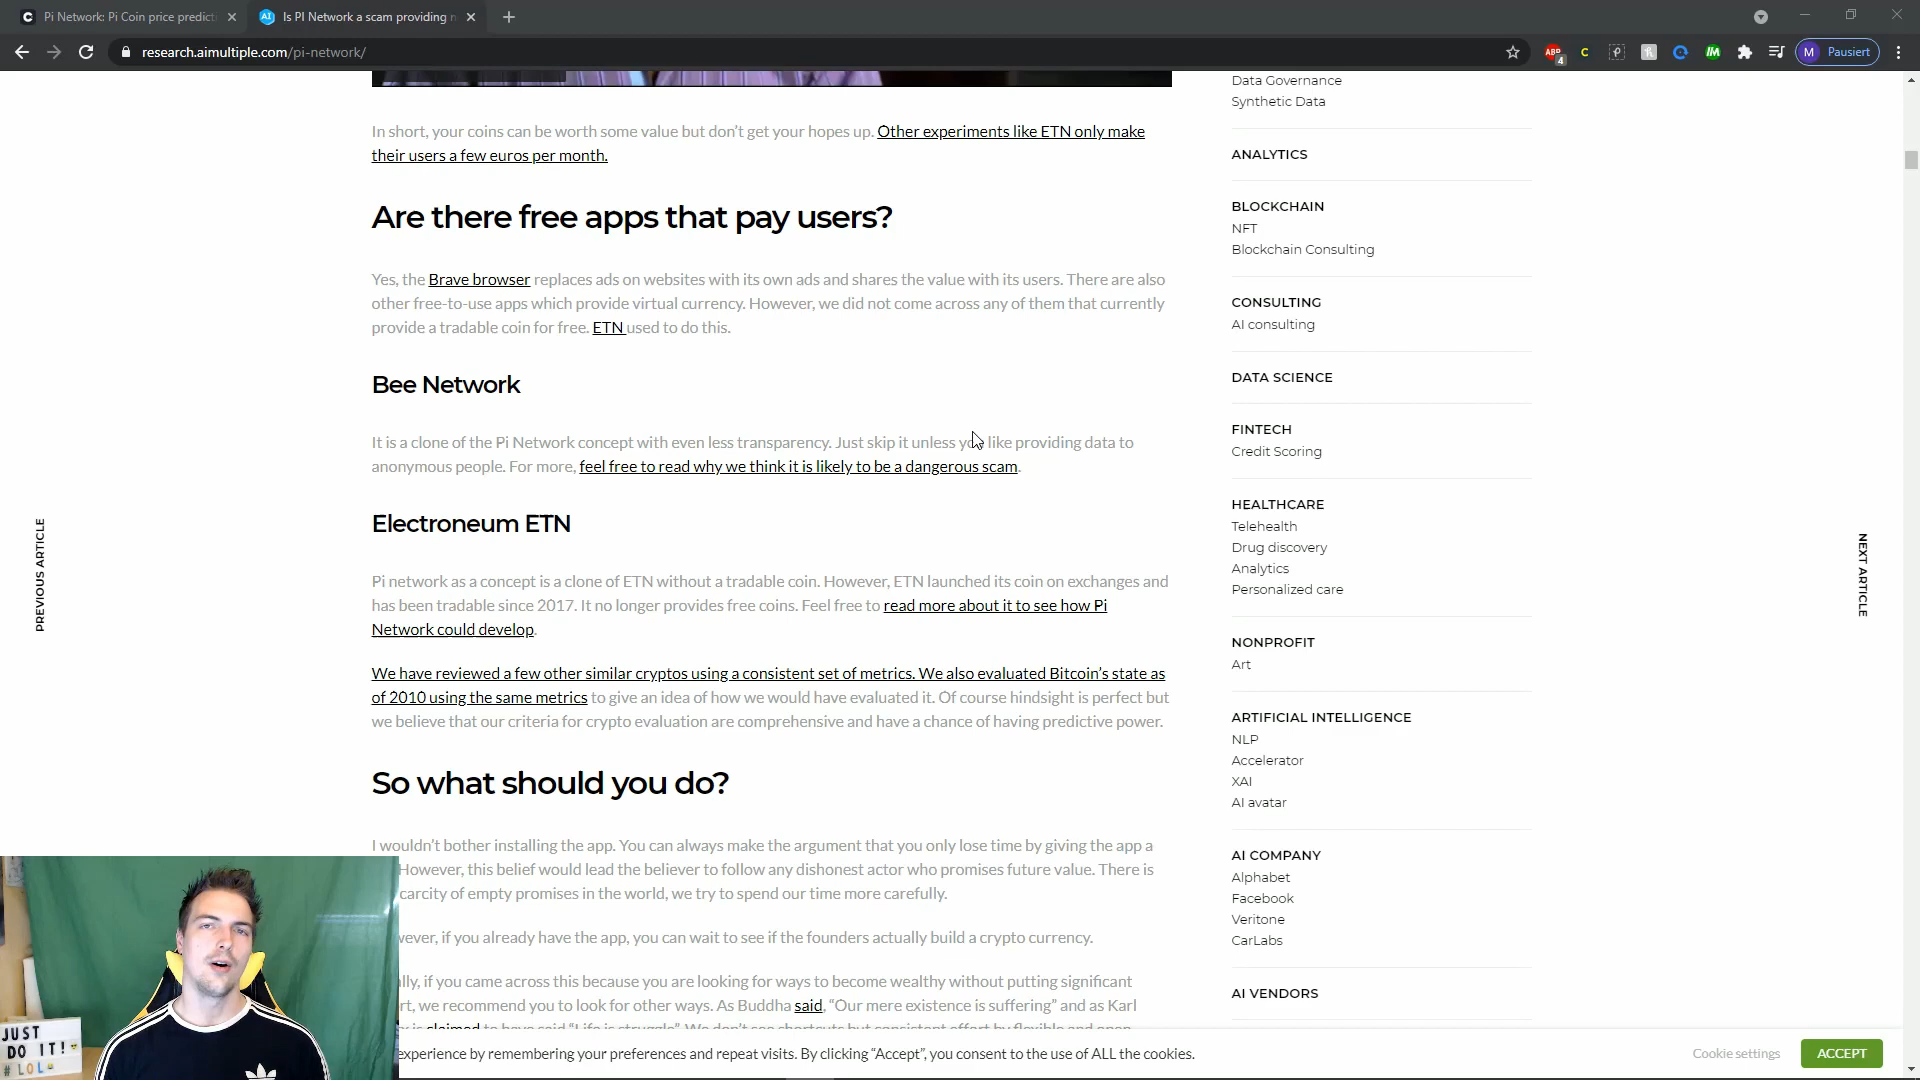 Pi Network: Pi Coin price predicti
Is PI Network a scam providing n
research.aimultiple.com/pi-network/
ABP
4
C
M
Pausiert
In short, your coins can be worth some value but don't get your hopes up. Other experiments like ETN only make
their users a few euros per month.
Are there free apps that pay users?
Yes, the Brave browser replaces ads on websites with its own ads and shares the value with its users. There are also
other free-to-use apps which provide virtual currency. However, we did not come across any of them that currently
provide a tradable coin for free. ETN used to do this.
Bee Network
It is a clone of the Pi Network concept with even less transparency. Just skip it unless you like providing data to
anonymous people. For more, feel free to read why we think it is likely to be a dangerous scam.
Electroneum ETN
Pi network as a concept is a clone of ETN without a tradable coin. However, ETN launched its coin on exchanges and
has been tradable since 2017. It no longer provides free coins. Feel free to read more about it to see how Pi
Network could develop.
We have reviewed a few other similar cryptos using a consistent set of metrics. We also evaluated Bitcoin's state as
of 2010 using the same metrics to give an idea of how we would have evaluated it. Of course hindsight is perfect but
we believe that our criteria for crypto evaluation are comprehensive and have a chance of having predictive power.
So what should you do?
I wouldn't bother installing the app. You can always make the argument that you only lose time by giving the app a
However, this belief would lead the believer to follow any dishonest actor who promises future value. There is
carcity of empty promises in the world, we try to spend our time more carefully.
wever, if you already have the app, you can wait to see if the founders actually build a crypto currency.
lly, if you came across this because you are looking for ways to become wealthy without putting significant
rt, we recommend you to look for other ways. As Buddha said, “Our mere existence is suffering” and as Karl
is claimed to have said “Life is struggle”. We don't see shortcuts but consistent effort by flexible and open
experience by remembering your preferences and repeat visits. By clicking “Accept”, you consent to the use of ALL the cookies.
Cookie settings
ACCEPT
Data Governance
Synthetic Data
ANALYTICS
BLOCKCHAIN
NFT
Blockchain Consulting
CONSULTING
AI consulting
DATA SCIENCE
FINTECH
Credit Scoring
HEALTHCARE
Telehealth
Drug discovery
Analytics
Personalized care
NONPROFIT
Art
ARTIFICIAL INTELLIGENCE
NLP
Accelerator
XAI
AI avatar
AI COMPANY
Alphabet
Facebook
Veritone
CarLabs
AI VENDORS
PREVIOUS ARTICLE
NEXT ARTICLE
JUST
DO IT!
#LOL